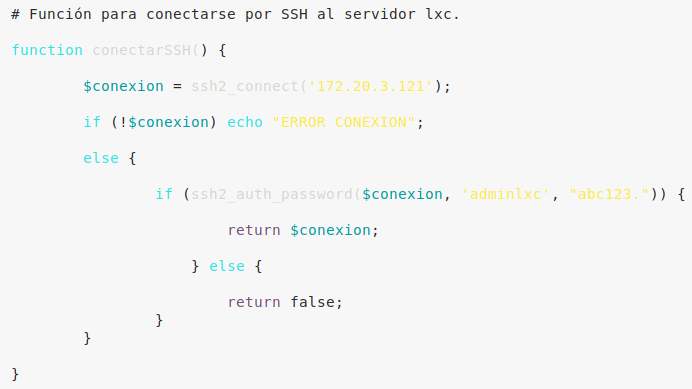 # Función para conectarse por SSH al servidor lxc.
function conectarSSH() {
$conexion = ssh2_connect('172.20.3.121');
if (!$conexion) echo "ERROR CONEXION";
else {
if (ssh2_auth_password($conexion, 'adminlxc', "abc123.")) {
return $conexion;
} else {
return false;
}
}
}